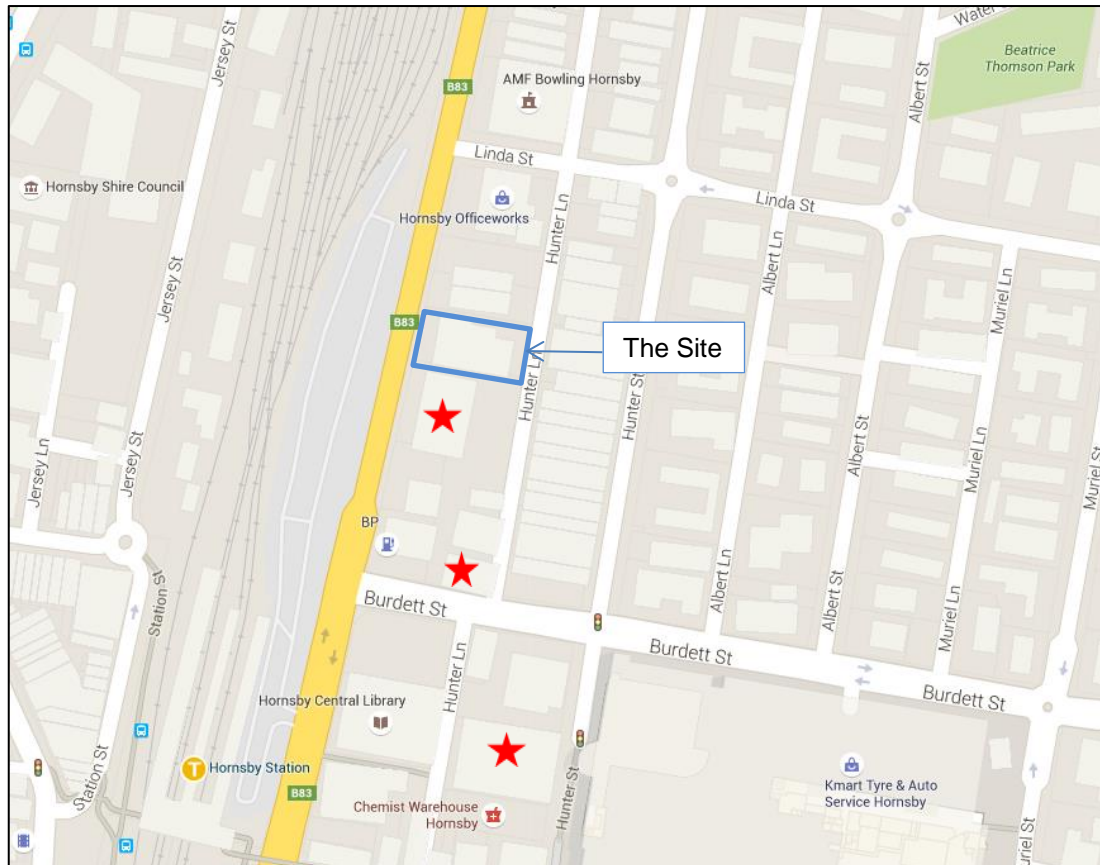 Water
Beatrice
Thomson Park
Jersey St
B83
AMF Bowling Hornsby
Albert St
Linda St
Hornsby Shire Council
Hornsby Officeworks
Linda St
Hunter Ln
Albert Ln
Jersey St
Muriel Ln
B83
The Site
Hunter Ln
Hunter St
Jersey Ln
Jersey St
Albert St
Muriel Ln
Muriel St
BP
Station St
Burdett St
Albert Ln
Albert St
Muriel Ln
Burdett St
Burdett St
Hunter Ln
Hornsby Central Library
Station St
T
Hornsby Station
B83
Kmart Tyre & Auto
Service Hornsby
Chemist Warehouse
Hornsby
Hunter St
uriel St